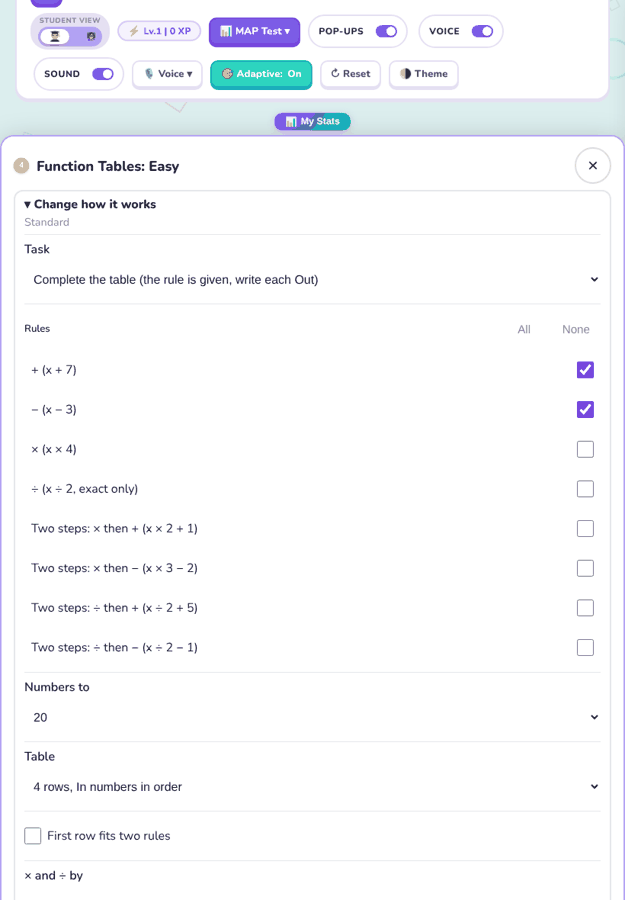 STUDENT VIEW
⚡ Lv.1 | 0 XP
📊 MAP Test ▾
POP-UPS
VOICE
SOUND
🎙️ Voice ▾
🎯 Adaptive: On
↻ Reset
🌗 Theme
📊 My Stats
4 Function Tables: Easy ✕
▾ Change how it works
Standard
Task
Complete the table (the rule is given, write each Out)
Rules All None
+ (x + 7)
− (x − 3)
× (x × 4)
÷ (x ÷ 2, exact only)
Two steps: × then + (x × 2 + 1)
Two steps: × then − (x × 3 − 2)
Two steps: ÷ then + (x ÷ 2 + 5)
Two steps: ÷ then − (x ÷ 2 − 1)
Numbers to
20
Table
4 rows, In numbers in order
First row fits two rules
× and ÷ by